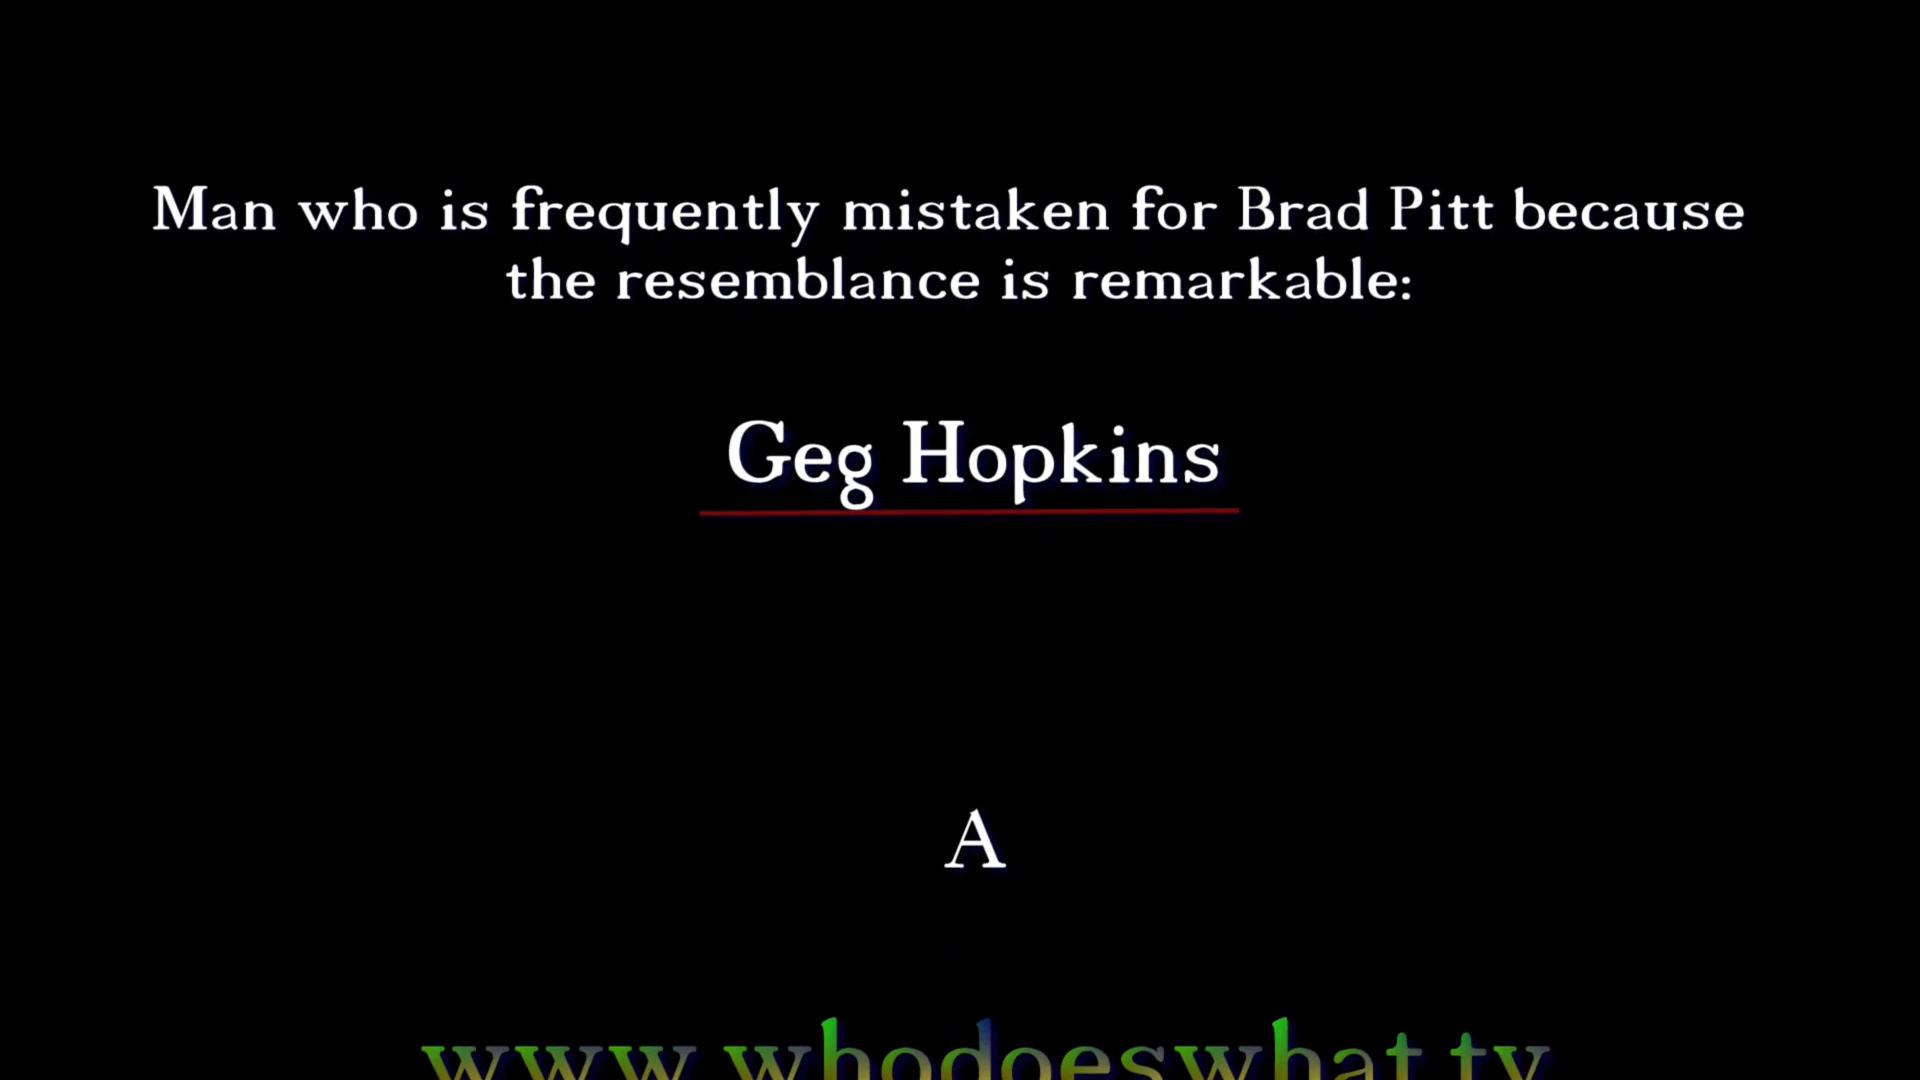 Man who is frequently mistaken for Brad Pitt because
the resemblance is remarkable:
Geg Hopkins
A
www.whodoeswhat.tv